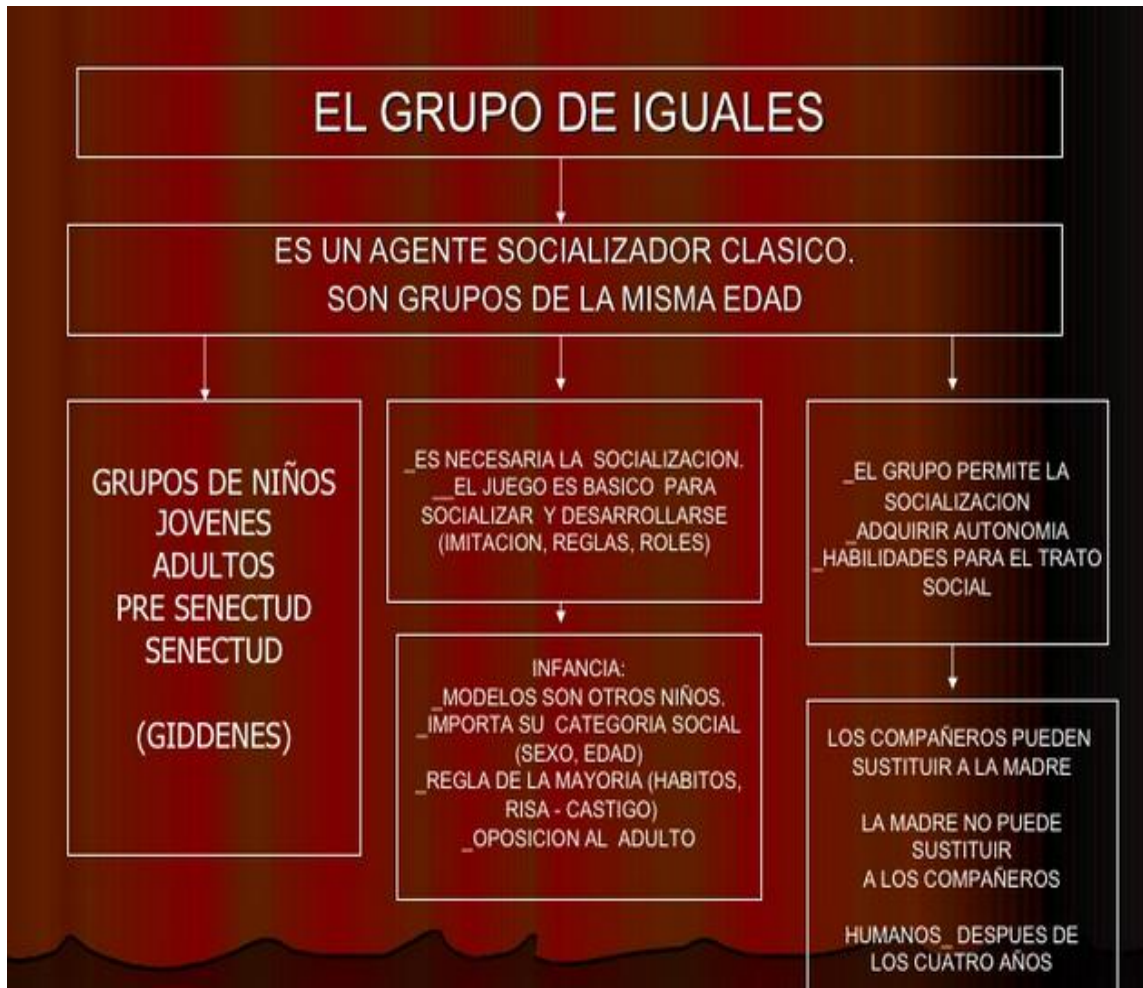 EL GRUPO DE IGUALES
ES UN AGENTE SOCIALIZADOR CLASICO.
SON GRUPOS DE LA MISMA EDAD
GRUPOS DE NIÑOS
JOVENES
ADULTOS
PRE SENECTUD
SENECTUD
(GIDDENES)
_ES NECESARIA LA SOCIALIZACION.
__EL JUEGO ES BASICO PARA
SOCIALIZAR Y DESARROLLARSE
(IMITACION, REGLAS, ROLES)
INFANCIA:
_MODELOS SON OTROS NIÑOS.
_IMPORTA SU CATEGORIA SOCIAL
(SEXO, EDAD)
_REGLA DE LA MAYORIA (HABITOS,
RISA - CASTIGO)
_OPOSICION AL ADULTO
_EL GRUPO PERMITE LA
SOCIALIZACION
_ADQUIRIR AUTONOMIA
_HABILIDADES PARA EL TRATO
SOCIAL
LOS COMPAÑEROS PUEDEN
SUSTITUIR A LA MADRE
LA MADRE NO PUEDE
SUSTITUIR
A LOS COMPAÑEROS
HUMANOS_ DESPUES DE
LOS CUATRO AÑOS